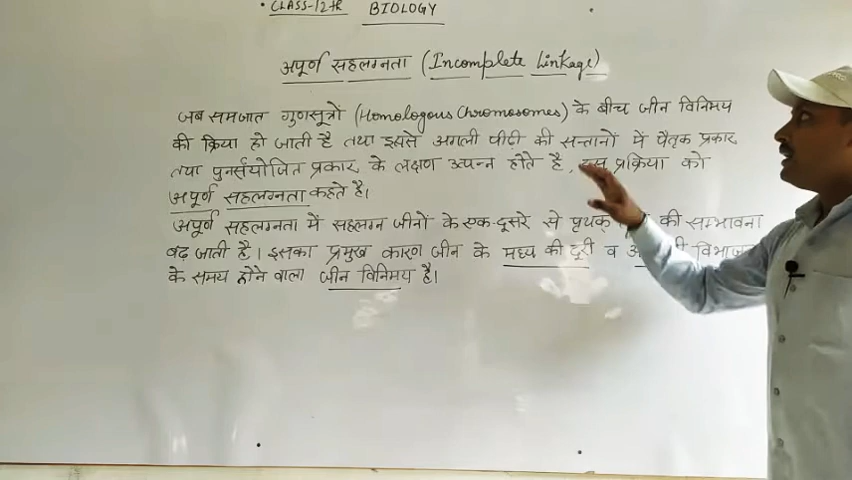 • CLASS-12th BIOLOGY
अपूर्ण सहलग्नता (Incomplete Linkage)
जब समजात गुणसूत्रों (Homologous Chromosomes) के बीच जीन विनिमय
की क्रिया हो जाती है तथा इससे अगली पीढ़ी की सन्तानों में पैतृक प्रकार
तथा पुनर्संयोजित प्रकार के लक्षण उत्पन्न होते है, इस प्रक्रिया को
अपूर्ण सहलग्नता कहते है।
अपूर्ण सहलग्नता में सहलग्न जीनों के एक-दूसरे से पृथक की सम्भावना
बढ़ जाती है। इसका प्रमुख कारण जीन के मध्य की दूरी व विभाजन
के समय होने वाला जीन विनिमय है।